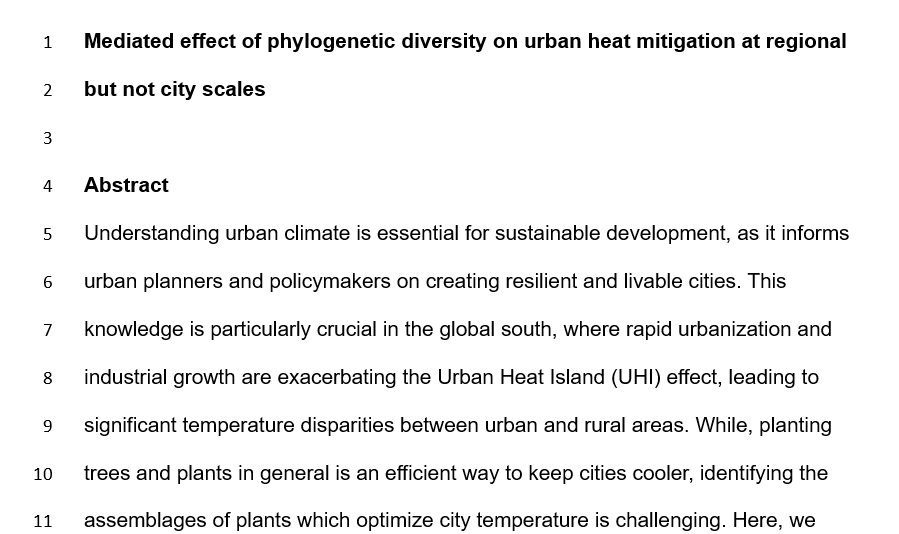 1 Mediated effect of phylogenetic diversity on urban heat mitigation at regional
2 but not city scales
3
4 Abstract
5 Understanding urban climate is essential for sustainable development, as it informs
6 urban planners and policymakers on creating resilient and livable cities. This
7 knowledge is particularly crucial in the global south, where rapid urbanization and
8 industrial growth are exacerbating the Urban Heat Island (UHI) effect, leading to
9 significant temperature disparities between urban and rural areas. While, planting
10 trees and plants in general is an efficient way to keep cities cooler, identifying the
11 assemblages of plants which optimize city temperature is challenging. Here, we